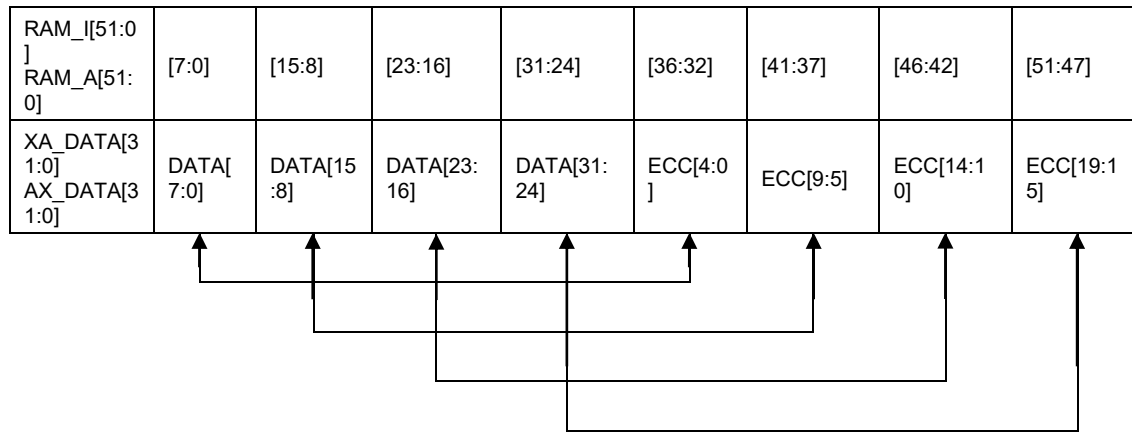 RAM_I[51:0
]
RAM_A[51:
0]
[7:0]
[15:8]
[23:16]
[31:24]
[36:32]
[41:37]
[46:42]
[51:47]
XA_DATA[3
1:0]
AX_DATA[3
1:0]
DATA[
7:0]
DATA[15
:8]
DATA[23:
16]
DATA[31:
24]
ECC[4:0
]
ECC[9:5]
ECC[14:1
0]
ECC[19:1
5]